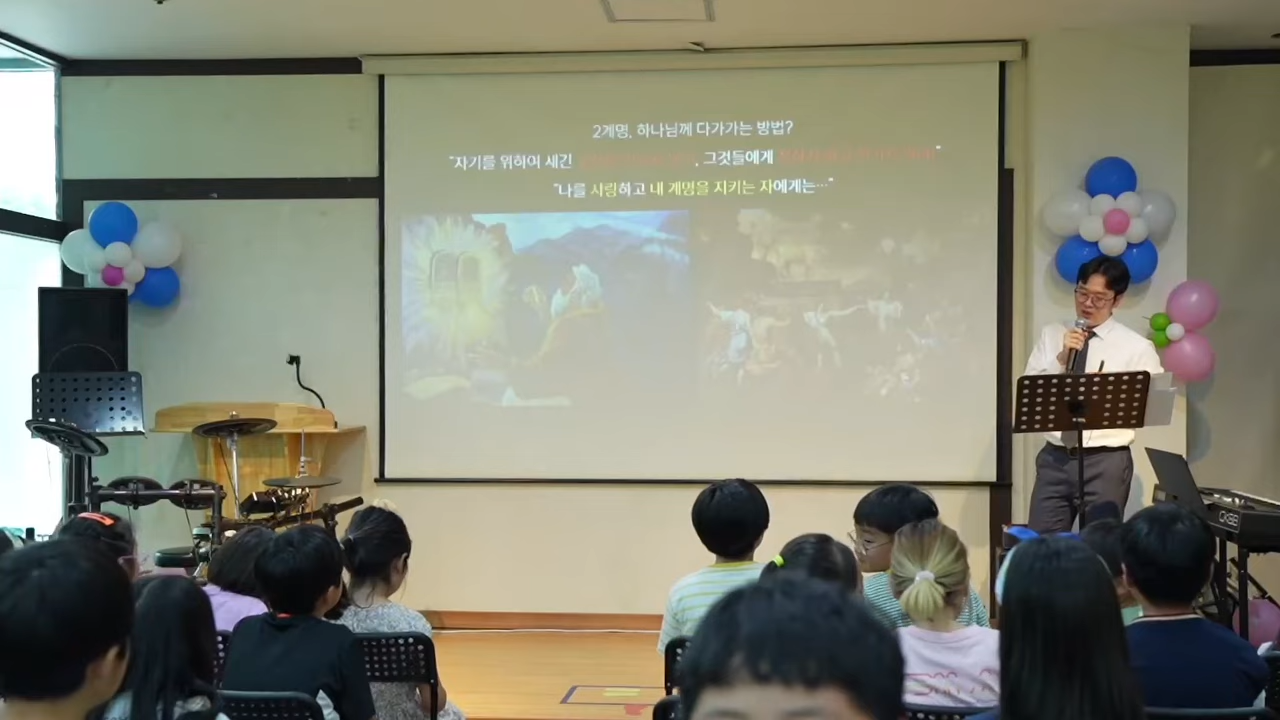 2계명, 하나님께 다가가는 방법?
"자기를 위하여 새긴 , 그것들에게 "
"나를 사랑하고 내 계명을 지키는 자에게는…"